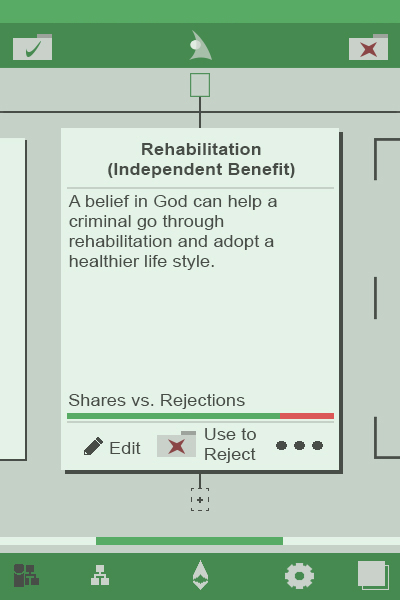 Rehabilitation
(Independent Benefit)
A belief in God can help a
criminal go through
rehabilitation and adopt a
healthier life style.
Shares vs. Rejections
Edit
Use to
Reject